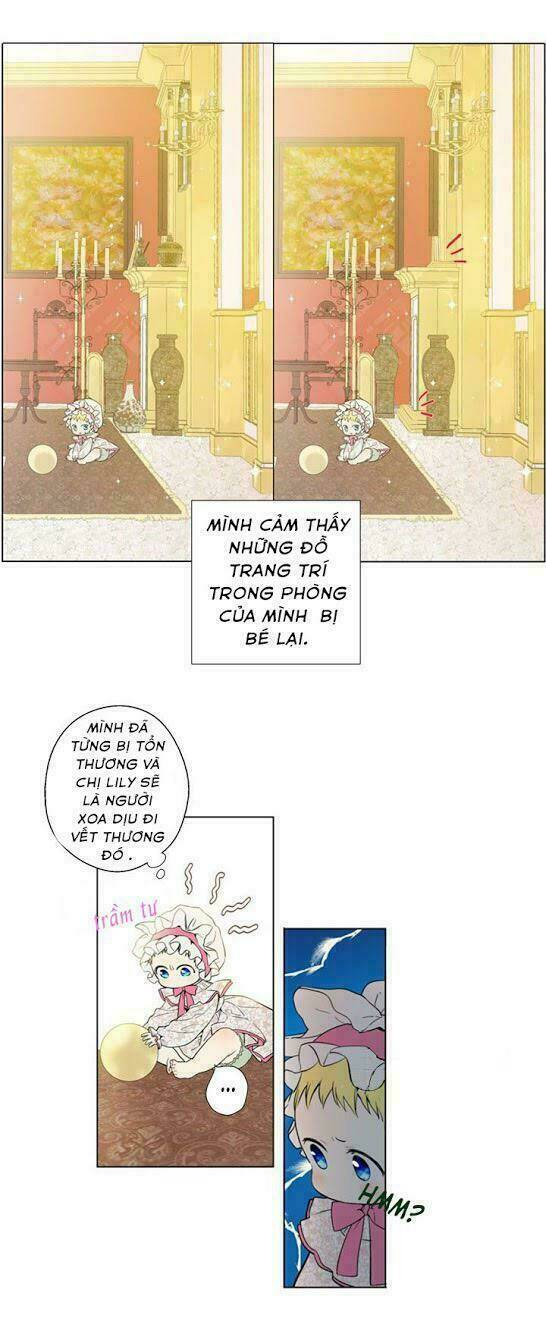 MÌNH CẢM THẤY
NHỮNG ĐỒ
TRANG TRÍ
TRONG PHÒNG
CỦA MÌNH BỊ
BÉ LẠI.
MÌNH ĐÃ
TỪNG BỊ TỔN
THƯƠNG VÀ
CHỊ LILY SẼ
LÀ NGƯỜI
XOA DỊU ĐI
VẾT THƯƠNG
ĐÓ .
trầm tư
...
HMM?